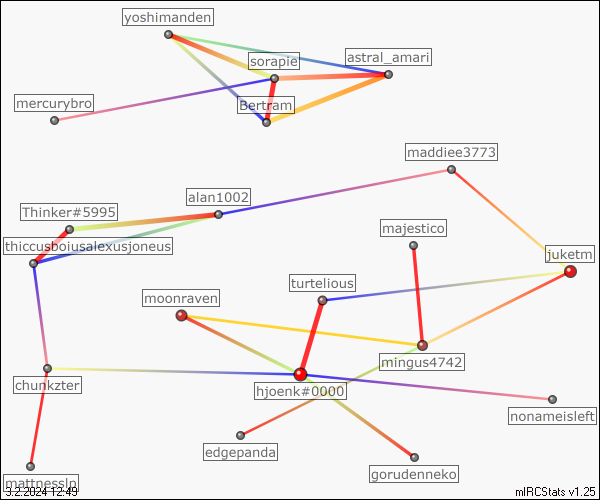 yoshimanden
sorapie
astral_amari
mercurybro
Bertram
maddiee3773
alan1002
Thinker#5995
majestico
thiccusboiusalexusjoneus
juketm
turtelious
moonraven
mingus4742
chunkzter
hjoenk#0000
nonameisleft
edgepanda
gorudenneko
mattnesslp
3.2.2024 12:49
mIRCStats v1.25